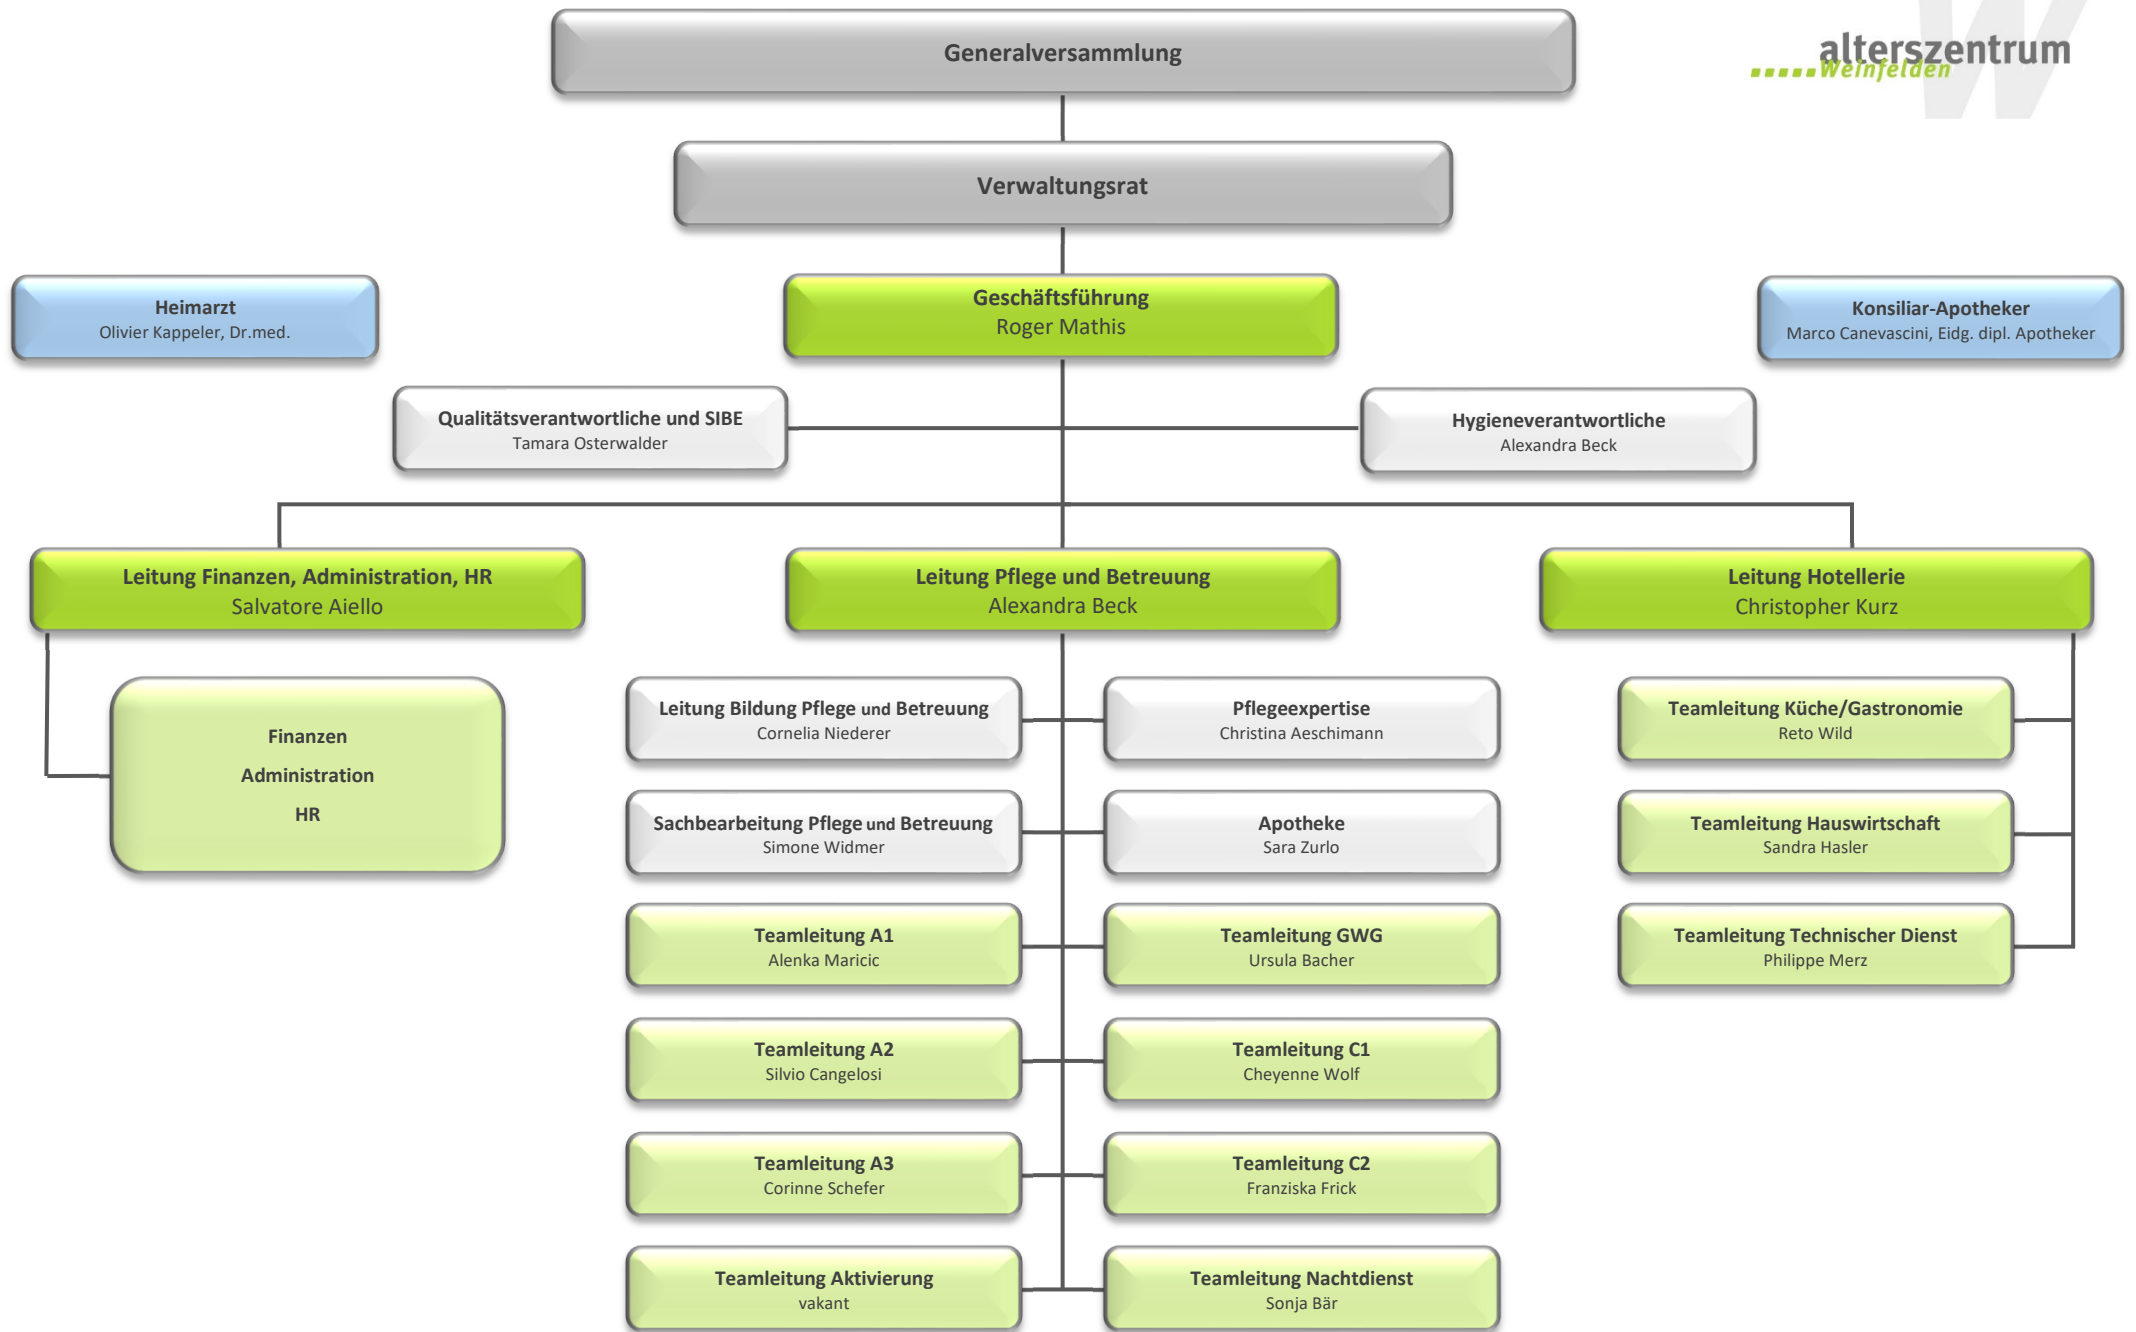 Generalversammlung
alterszentrum
Weinfelden
Verwaltungsrat
Heimarzt
Olivier Kappeler, Dr.med.
Geschäftsführung
Roger Mathis
Konsiliar-Apotheker
Marco Canevascini, Eidg. dipl. Apotheker
Qualitätsverantwortliche und SIBE
Tamara Osterwalder
Hygieneverantwortliche
Alexandra Beck
Leitung Finanzen, Administration, HR
Salvatore Aiello
Leitung Pflege und Betreuung
Alexandra Beck
Leitung Hotellerie
Christopher Kurz
Finanzen
Administration
HR
Leitung Bildung Pflege und Betreuung
Cornelia Niederer
Pflegeexpertise
Christina Aeschimann
Teamleitung Küche/Gastronomie
Reto Wild
Sachbearbeitung Pflege und Betreuung
Simone Widmer
Apotheke
Sara Zurlo
Teamleitung Hauswirtschaft
Sandra Hasler
Teamleitung A1
Alenka Maricic
Teamleitung GWG
Ursula Bacher
Teamleitung Technischer Dienst
Philippe Merz
Teamleitung A2
Silvio Cangelosi
Teamleitung C1
Cheyenne Wolf
Teamleitung A3
Corinne Schefer
Teamleitung C2
Franziska Frick
Teamleitung Aktivierung
vakant
Teamleitung Nachtdienst
Sonja Bär